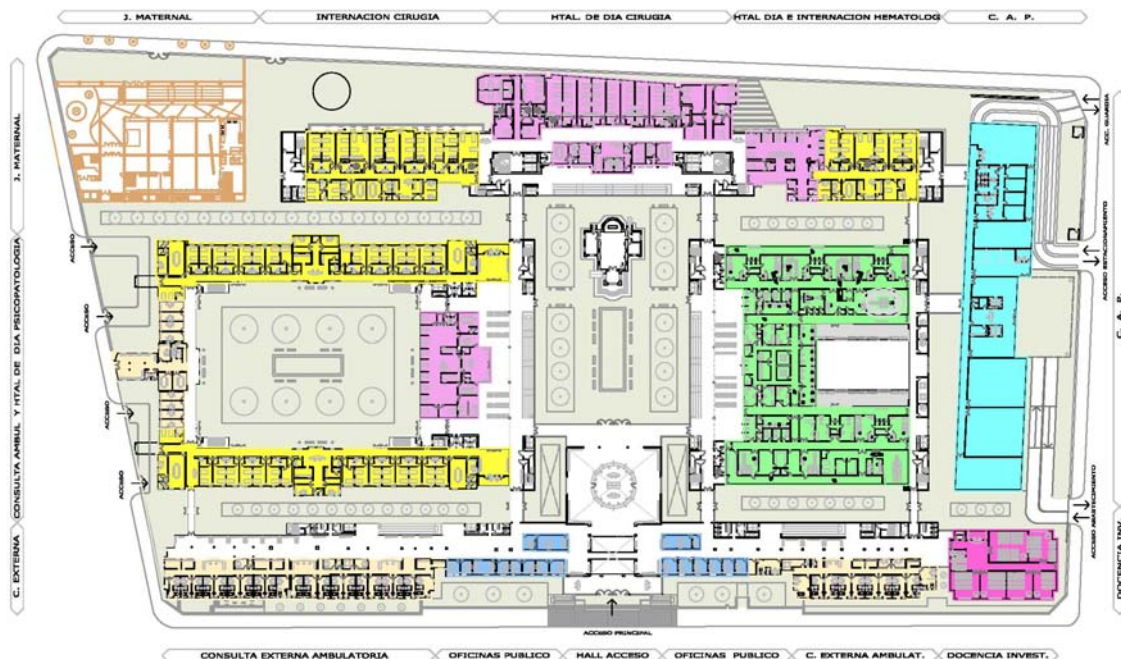 J. MATERNAL
INTERNACION CIRUGIA
HTAL. DE DIA CIRUGIA
HTAL DIA E INTERNACION HEMATOLOG
C. A. P.
J. MATERNAL
CONSULTA AMBUL Y HTAL DE DIA PSICOPATOLOGIA
C. EXTERNA
ACCESO
ACCESO
ACCESO
ACCESO
ACC. GUARDIA
ACCESO ESTACIONAMIENTO
ACCESO ABASTECIMIENTO
C. A. P.
DOCENCIA INV.
ACCESO PRINCIPAL
CONSULTA EXTERNA AMBULATORIA
OFICINAS PUBLICO
HALL ACCESO
OFICINAS PUBLICO
C. EXTERNA AMBULAT.
DOCENCIA INVEST.